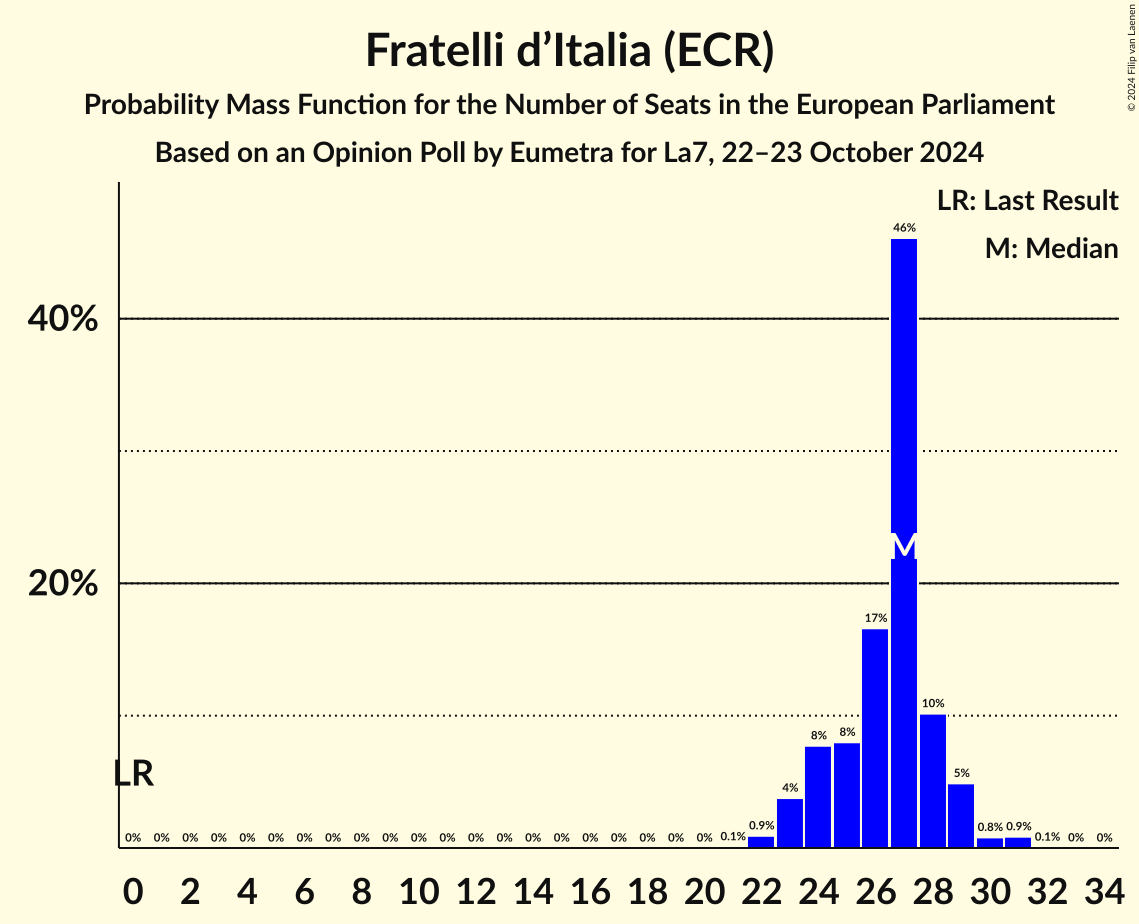 Fratelli d’Italia (ECR)
Probability Mass Function for the Number of Seats in the European Parliament
Based on an Opinion Poll by Eumetra for La7, 22–23 October 2024
© 2024 Filip van Laenen
LR: Last Result
M: Median
46%
40%
M
20%
17%
10%
8% 8%
LR
5%
4%
0% 0% 0% 0% 0% 0% 0% 0% 0% 0% 0% 0% 0% 0% 0% 0% 0% 0% 0% 0% 0% 0.1% 0.9% 0.8% 0.9% 0.1% 0% 0%
0 2 4 6 8 10 12 14 16 18 20 22 24 26 28 30 32 34